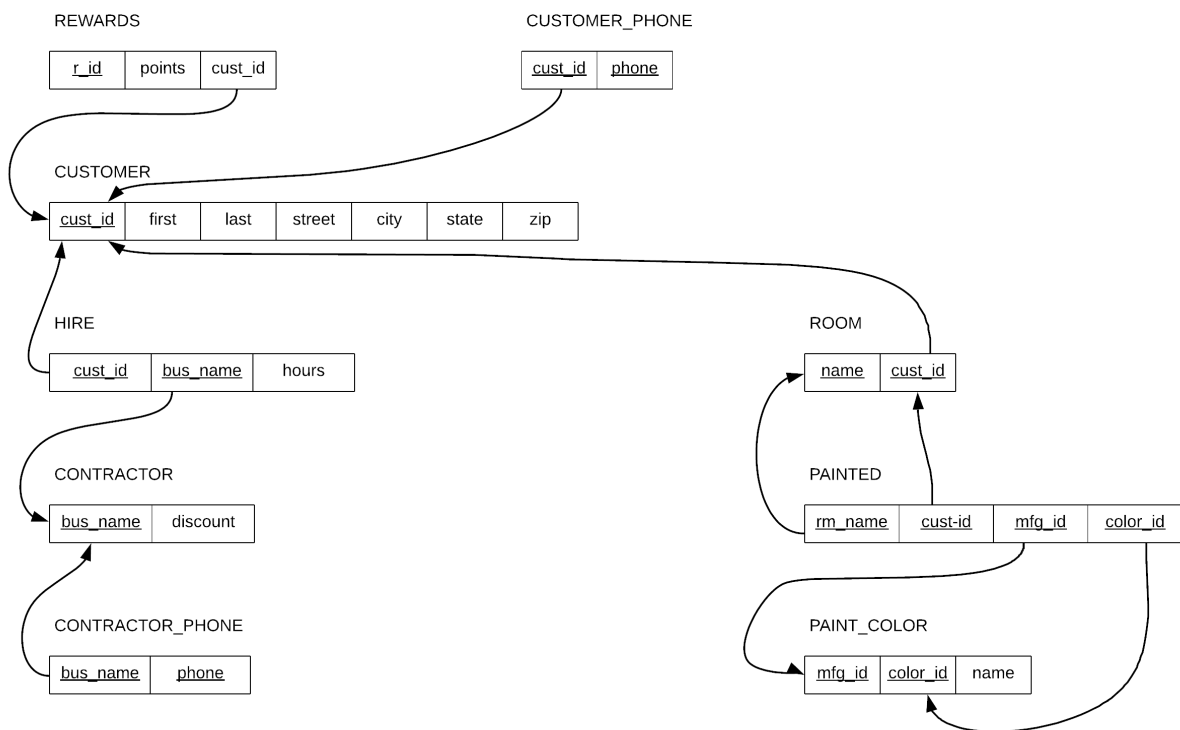 REWARDS CUSTOMER_PHONE
r_id points cust_id cust_id phone
CUSTOMER
cust_id first last street city state zip
HIRE ROOM
cust_id bus_name hours name cust_id
CONTRACTOR PAINTED
bus_name discount rm_name cust-id mfg_id color_id
CONTRACTOR_PHONE PAINT_COLOR
bus_name phone mfg_id color_id name